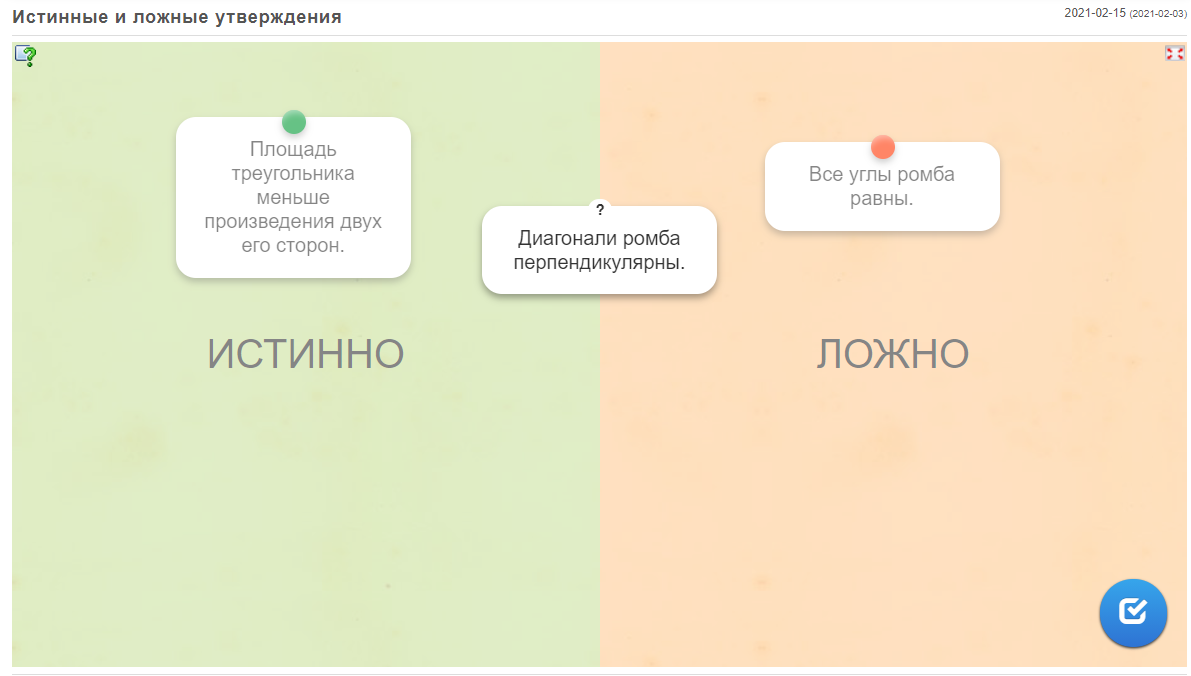 Истинные и ложные утверждения
2021-02-15 (2021-02-03)
Площадь
треугольника
меньше
произведения двух
его сторон.
?
Диагонали ромба
перпендикулярны.
Все углы ромба
равны.
ИСТИННО
ЛОЖНО